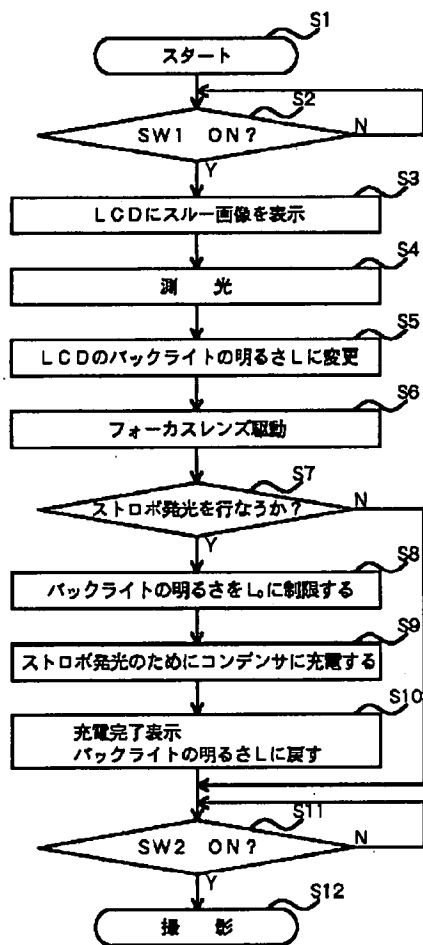 S1
スタート
S2
SW1 ON?
N
Y
S3
LCDにスルー画像を表示
S4
測 光
S5
LCDのバックライトの明るさLに変更
S6
フォーカスレンズ駆動
S7
ストロボ発光を行なうか?
N
Y
S8
バックライトの明るさをL₀に制限する
S9
ストロボ発光のためにコンデンサに充電する
S10
充電完了表示
バックライトの明るさLに戻す
S11
SW2 ON?
N
Y
S12
撮 影